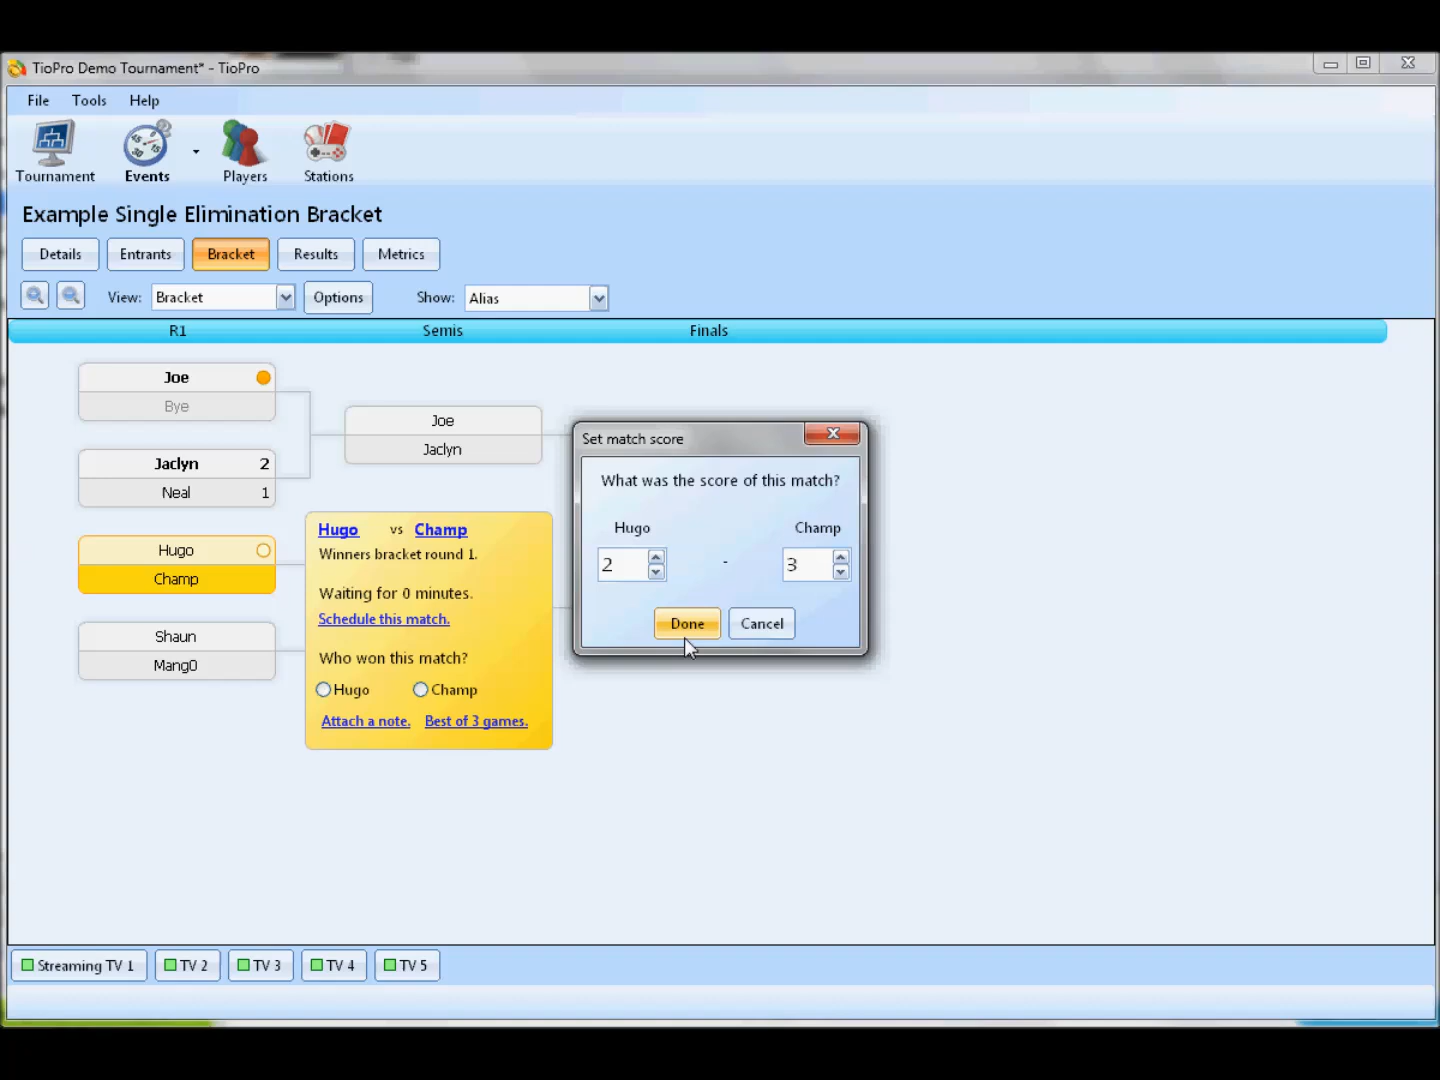 TioPro Demo Tournament* - TioPro
File Tools Help
Tournament Events Players Stations
Example Single Elimination Bracket
Details Entrants Bracket Results Metrics
View: Bracket Options Show: Alias
R1 Semis Finals
Joe
Bye
Jaclyn 2
Neal 1
Hugo
Champ
Shaun
Mang0
Joe
Jaclyn
Hugo vs Champ
Winners bracket round 1.
Waiting for 0 minutes.
Schedule this match.
Who won this match?
Hugo Champ
Attach a note. Best of 3 games.
Set match score
What was the score of this match?
Hugo Champ
2 - 3
Done Cancel
Streaming TV 1 TV 2 TV 3 TV 4 TV 5